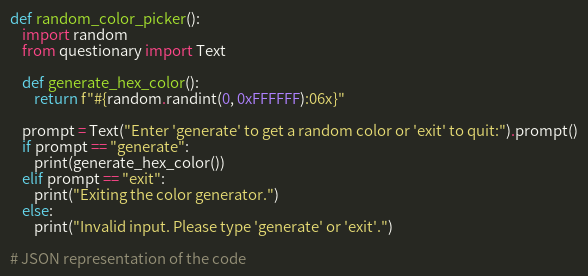 def random_color_picker():
    import random
    from questionary import Text

    def generate_hex_color():
        return f"#{random.randint(0, 0xFFFFFF):06x}"

    prompt = Text("Enter 'generate' to get a random color or 'exit' to quit:").prompt()
    if prompt == "generate":
        print(generate_hex_color())
    elif prompt == "exit":
        print("Exiting the color generator.")
    else:
        print("Invalid input. Please type 'generate' or 'exit'.")

# JSON representation of the code